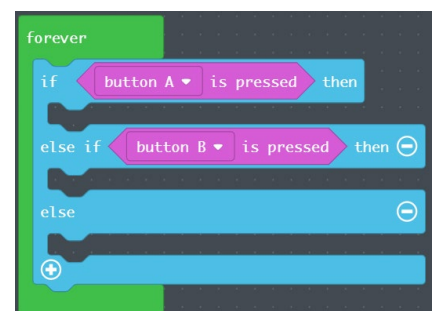 forever
if button A is pressed then
else if button B is pressed then
else